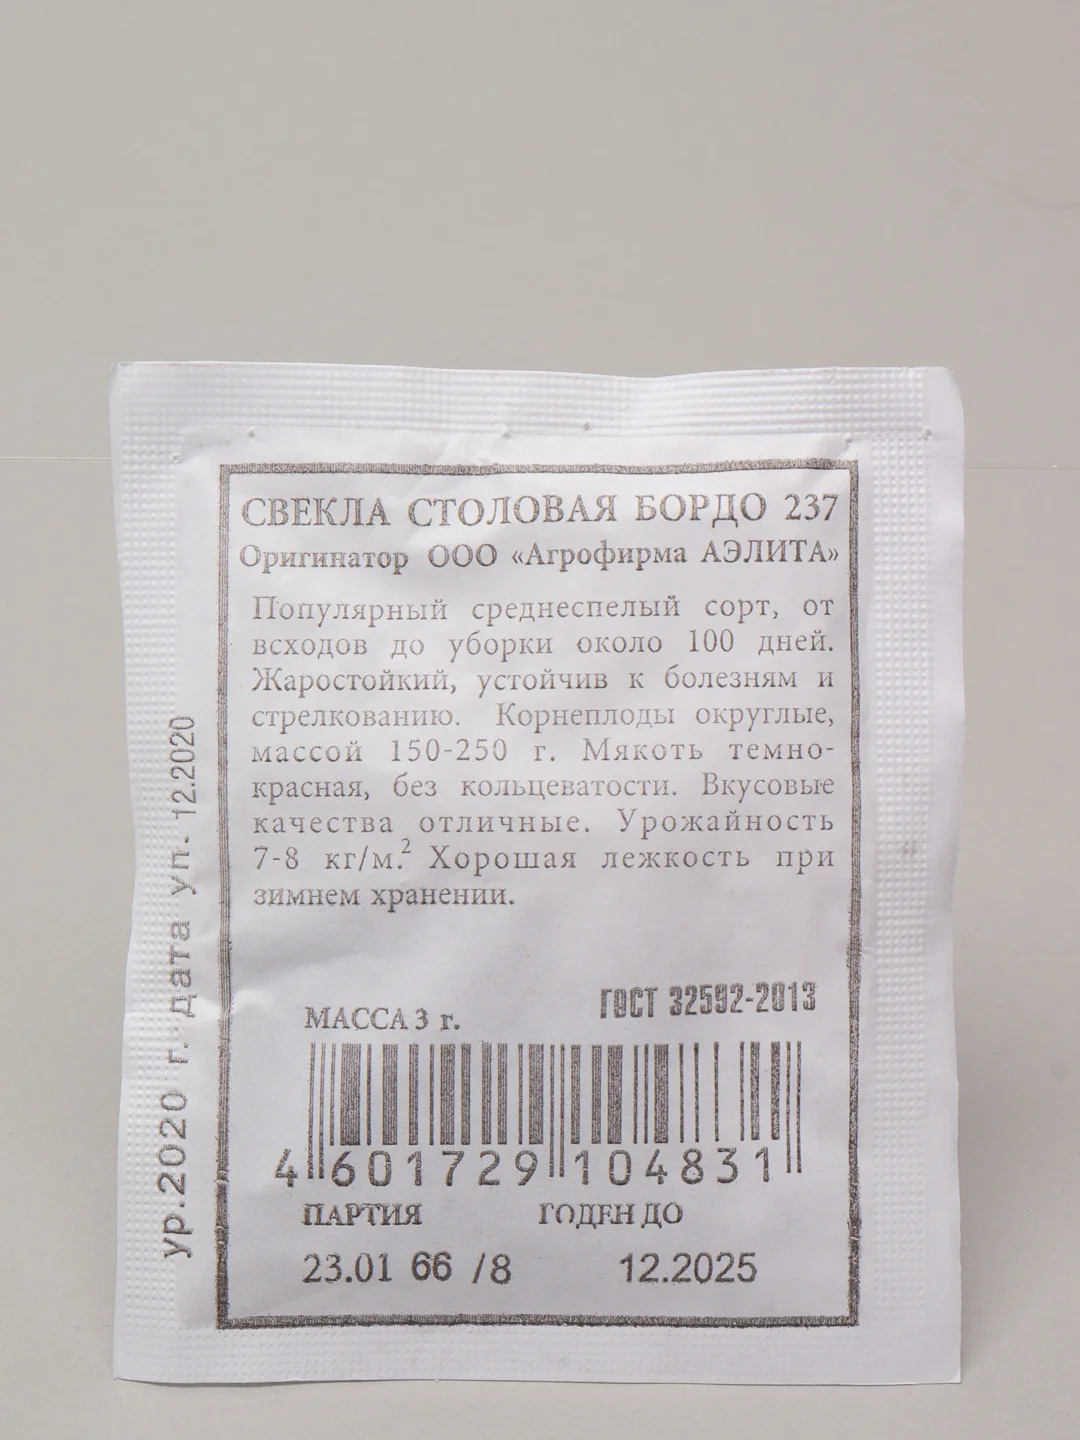 СВЕКЛА СТОЛОВАЯ БОРДО 237
Оригинатор ООО «Агрофирма АЭЛИТА»
Популярный среднеспелый сорт, от
всходов до уборки около 100 дней.
Жаростойкий, устойчив к болезням и
стрелкованию. Корнеплоды округлые,
массой 150-250 г. Мякоть темно-
красная, без кольцеватости. Вкусовые
качества отличные. Урожайность
7-8 кг/м.² Хорошая лежкость при
зимнем хранении.
МАССА 3 г.
ГОСТ 32592-2013
4 601729 104831
ПАРТИЯ ГОДЕН ДО
23.01 66 /8 12.2025
ур.2020 г. дата уп. 12.2020